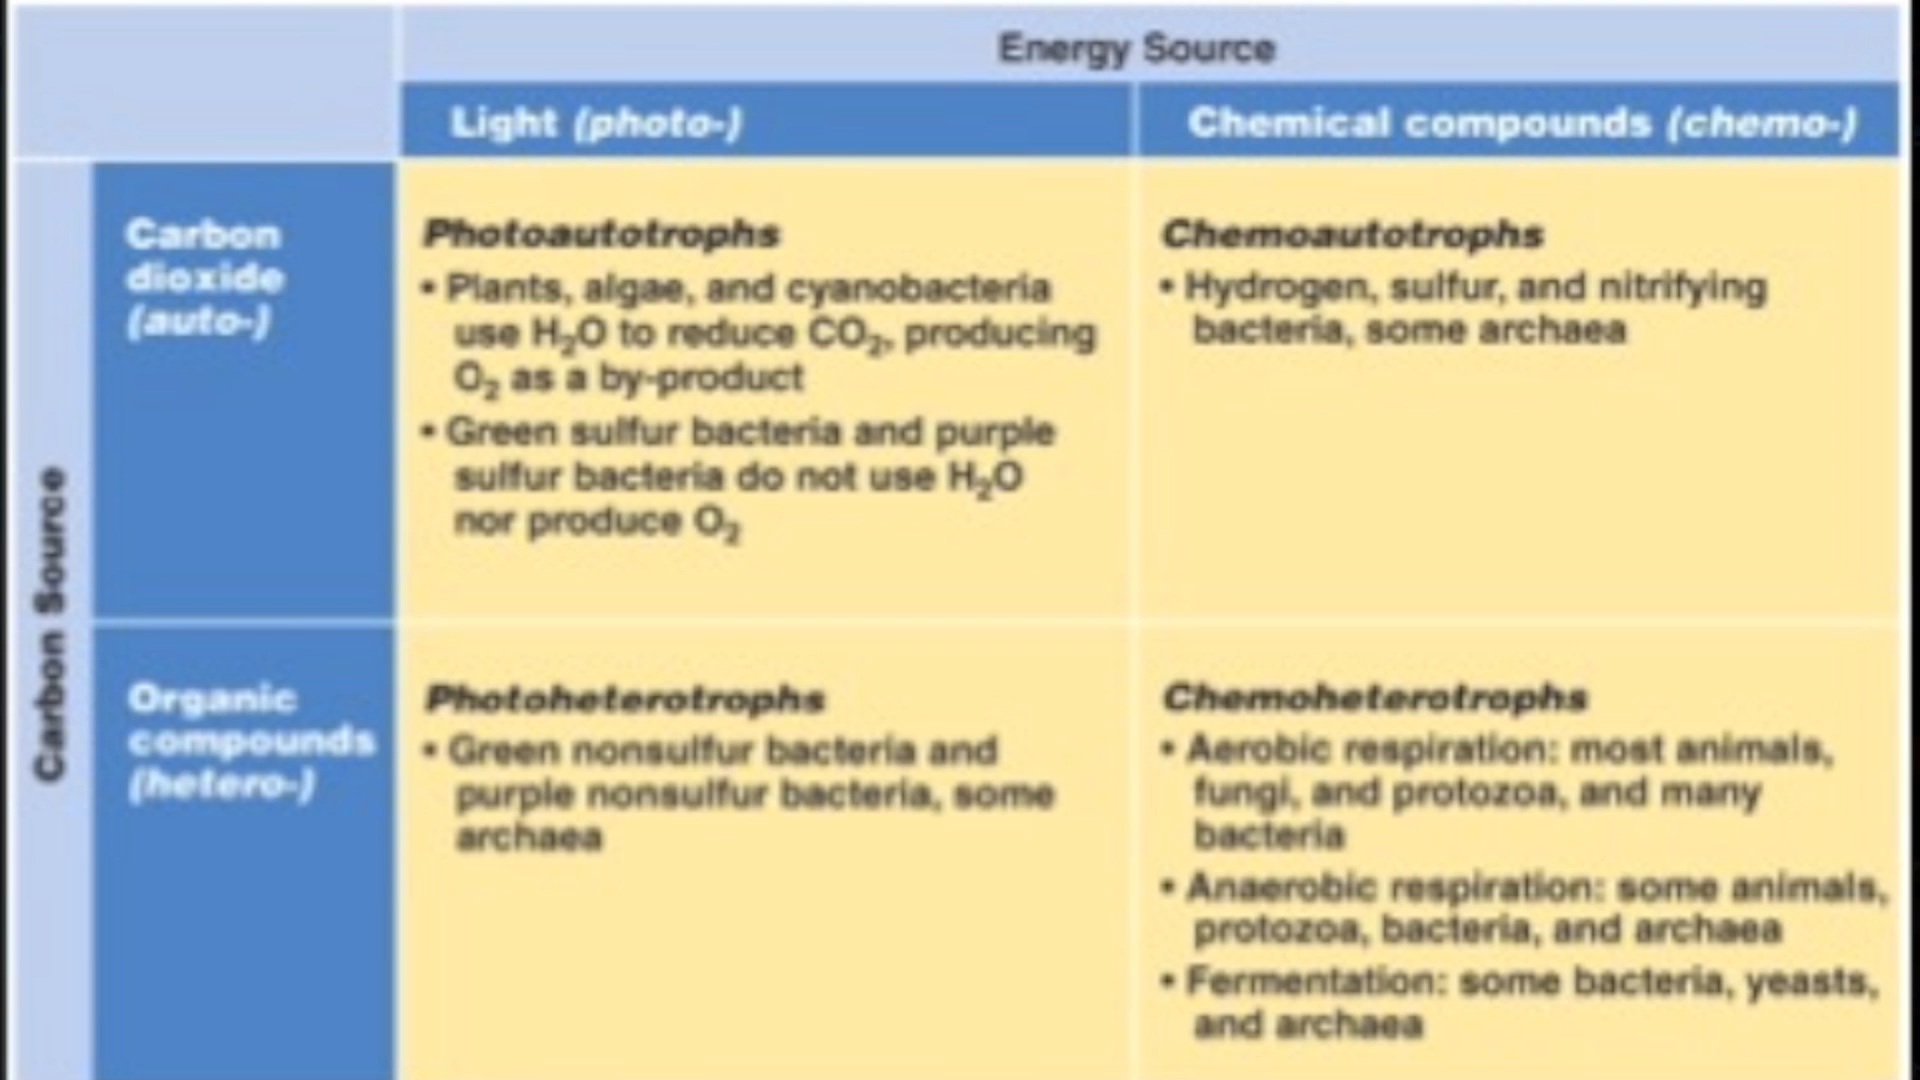 Energy Source
Light (photo-)
Chemical compounds (chemo-)
Carbon Source
Carbon
dioxide
(auto-)
Photoautotrophs
• Plants, algae, and cyanobacteria
use H₂O to reduce CO₂, producing
O₂ as a by-product
• Green sulfur bacteria and purple
sulfur bacteria do not use H₂O
nor produce O₂
Chemoautotrophs
• Hydrogen, sulfur, and nitrifying
bacteria, some archaea
Organic
compounds
(hetero-)
Photoheterotrophs
• Green nonsulfur bacteria and
purple nonsulfur bacteria, some
archaea
Chemoheterotrophs
• Aerobic respiration: most animals,
fungi, and protozoa, and many
bacteria
• Anaerobic respiration: some animals,
protozoa, bacteria, and archaea
• Fermentation: some bacteria, yeasts,
and archaea